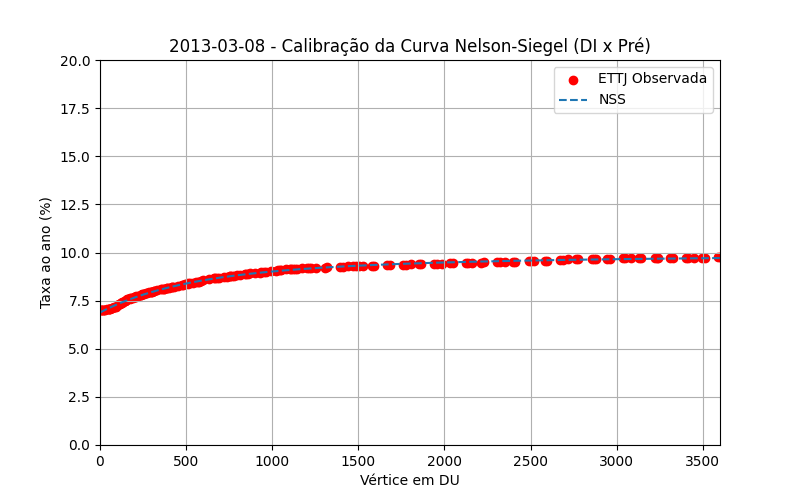 2013-03-08 - Calibração da Curva Nelson-Siegel (DI x Pré)
ETTJ Observada
NSS
Taxa ao ano (%)
20.0
17.5
15.0
12.5
10.0
7.5
5.0
2.5
0.0
0 500 1000 1500 2000 2500 3000 3500
Vértice em DU